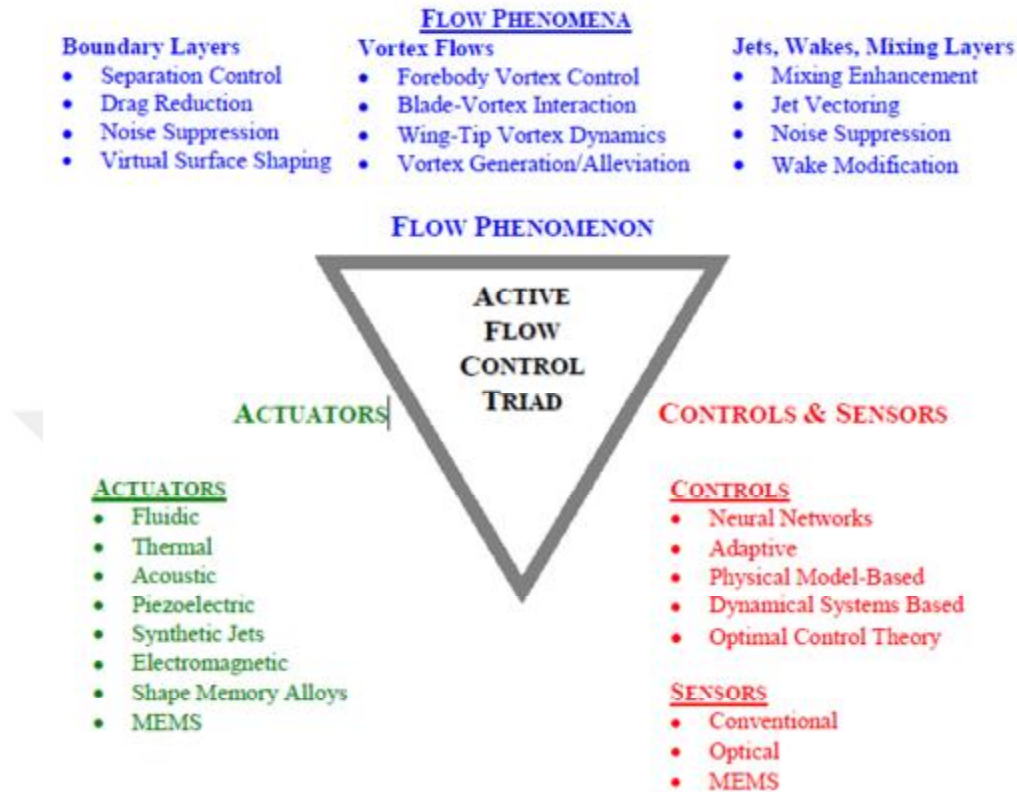 FLOW PHENOMENA
Boundary Layers
• Separation Control
• Drag Reduction
• Noise Suppression
• Virtual Surface Shaping
Vortex Flows
• Forebody Vortex Control
• Blade-Vortex Interaction
• Wing-Tip Vortex Dynamics
• Vortex Generation/Alleviation
Jets, Wakes, Mixing Layers
• Mixing Enhancement
• Jet Vectoring
• Noise Suppression
• Wake Modification
FLOW PHENOMENON
ACTIVE
FLOW
CONTROL
TRIAD
ACTUATORS
CONTROLS & SENSORS
ACTUATORS
• Fluidic
• Thermal
• Acoustic
• Piezoelectric
• Synthetic Jets
• Electromagnetic
• Shape Memory Alloys
• MEMS
CONTROLS
• Neural Networks
• Adaptive
• Physical Model-Based
• Dynamical Systems Based
• Optimal Control Theory
SENSORS
• Conventional
• Optical
• MEMS